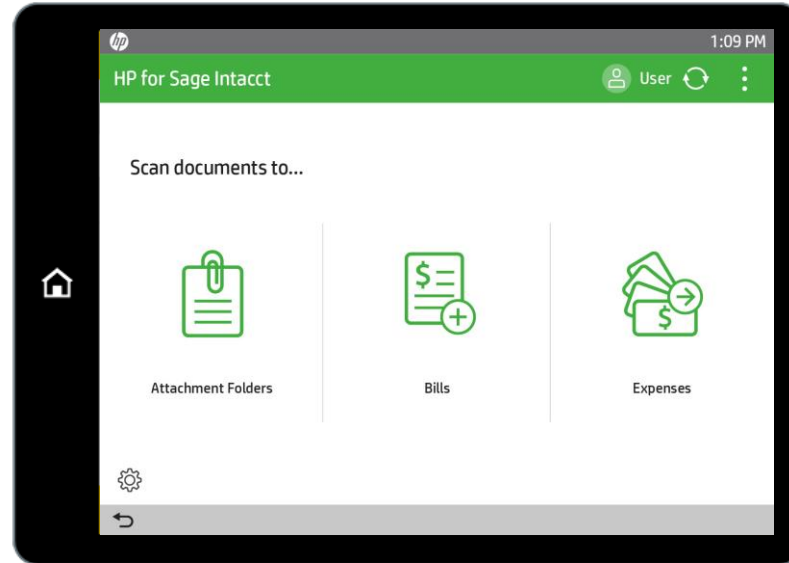 hp
1:09 PM
HP for Sage Intacct
User
Scan documents to...
$
$
Attachment Folders
Bills
Expenses